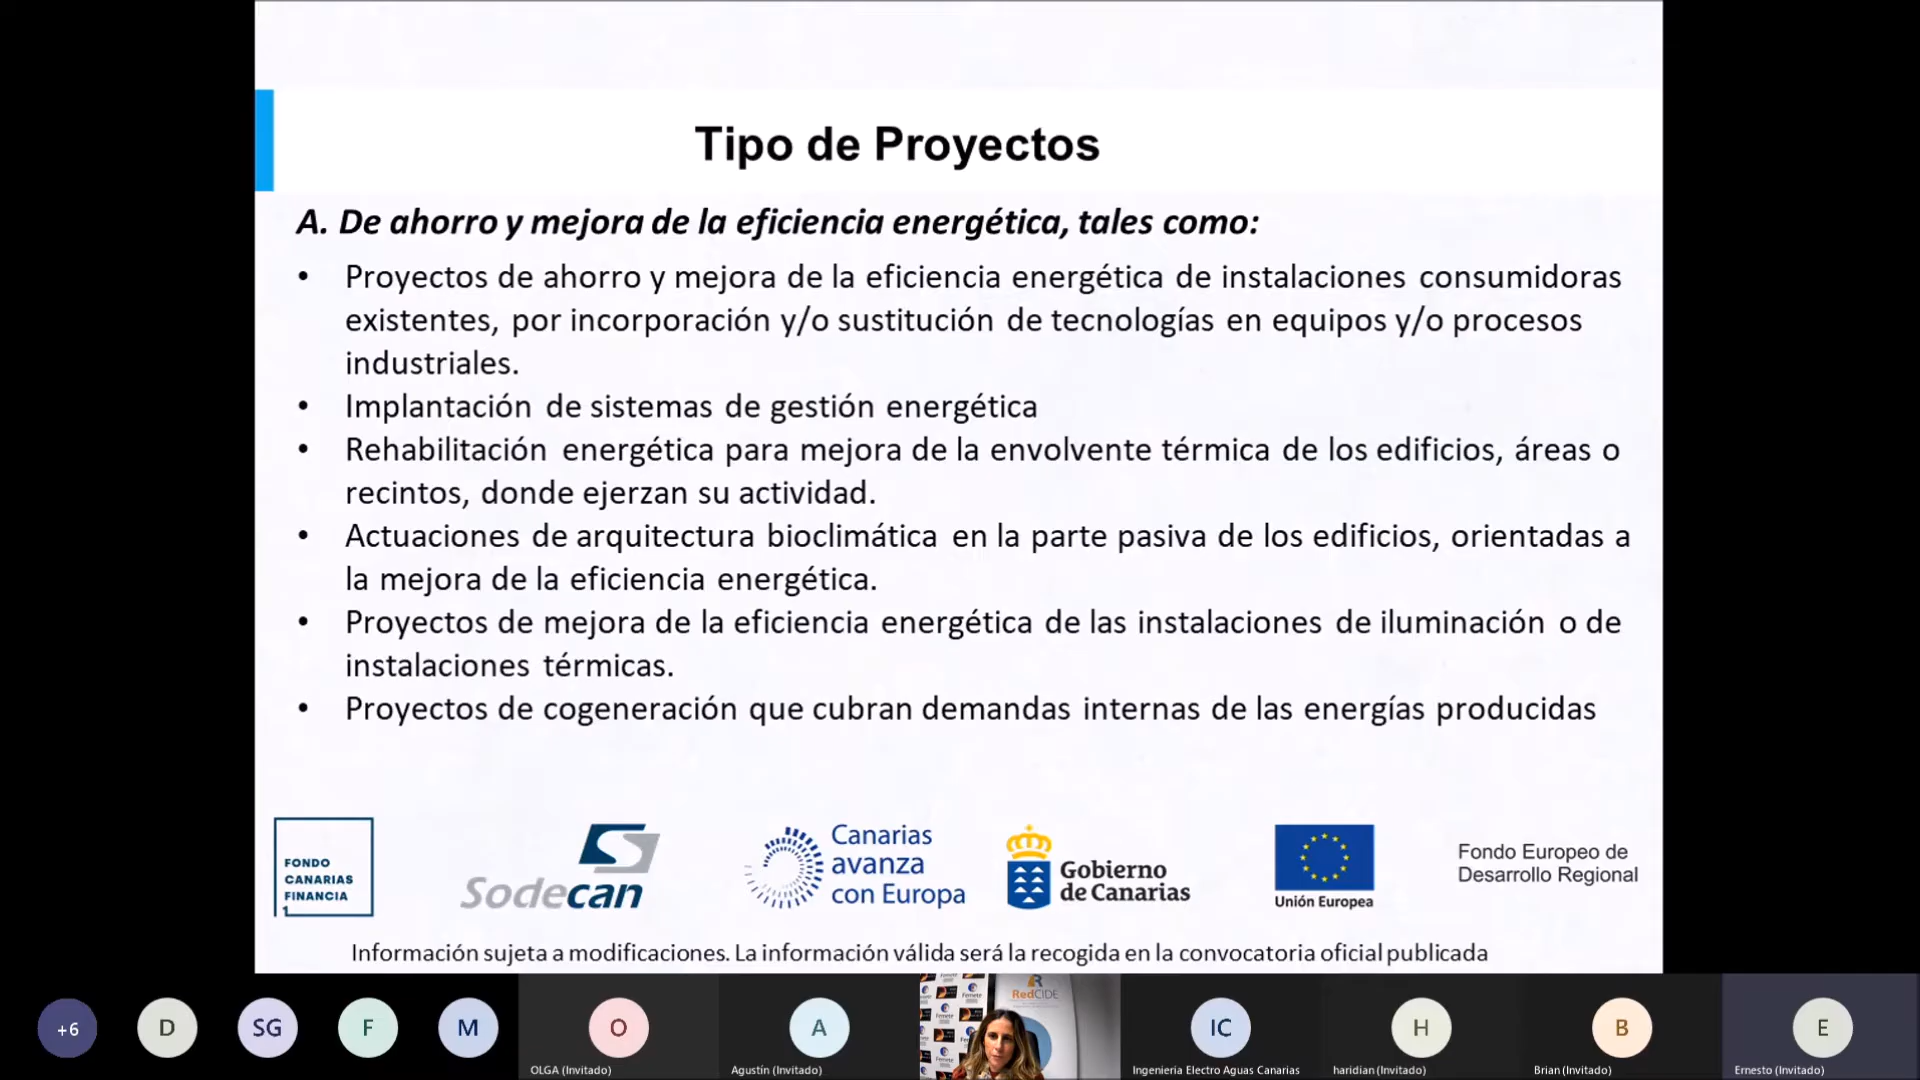 Tipo de Proyectos
A. De ahorro y mejora de la eficiencia energética, tales como:
• Proyectos de ahorro y mejora de la eficiencia energética de instalaciones consumidoras
existentes, por incorporación y/o sustitución de tecnologías en equipos y/o procesos
industriales.
• Implantación de sistemas de gestión energética
• Rehabilitación energética para mejora de la envolvente térmica de los edificios, áreas o
recintos, donde ejerzan su actividad.
• Actuaciones de arquitectura bioclimática en la parte pasiva de los edificios, orientadas a
la mejora de la eficiencia energética.
• Proyectos de mejora de la eficiencia energética de las instalaciones de iluminación o de
instalaciones térmicas.
• Proyectos de cogeneración que cubran demandas internas de las energías producidas
FONDO
CANARIAS
FINANCIA
1
Sodecan
Canarias
avanza
con Europa
Gobierno
de Canarias
Unión Europea
Fondo Europeo de
Desarrollo Regional
Información sujeta a modificaciones. La información válida será la recogida en la convocatoria oficial publicada
+6
D
SG
F
M
O
OLGA (Invitado)
A
Agustín (Invitado)
RedCIDE
Femete
IC
Ingeniería Electro Aguas Canarias
H
haridian (Invitado)
B
Brian (Invitado)
E
Ernesto (Invitado)